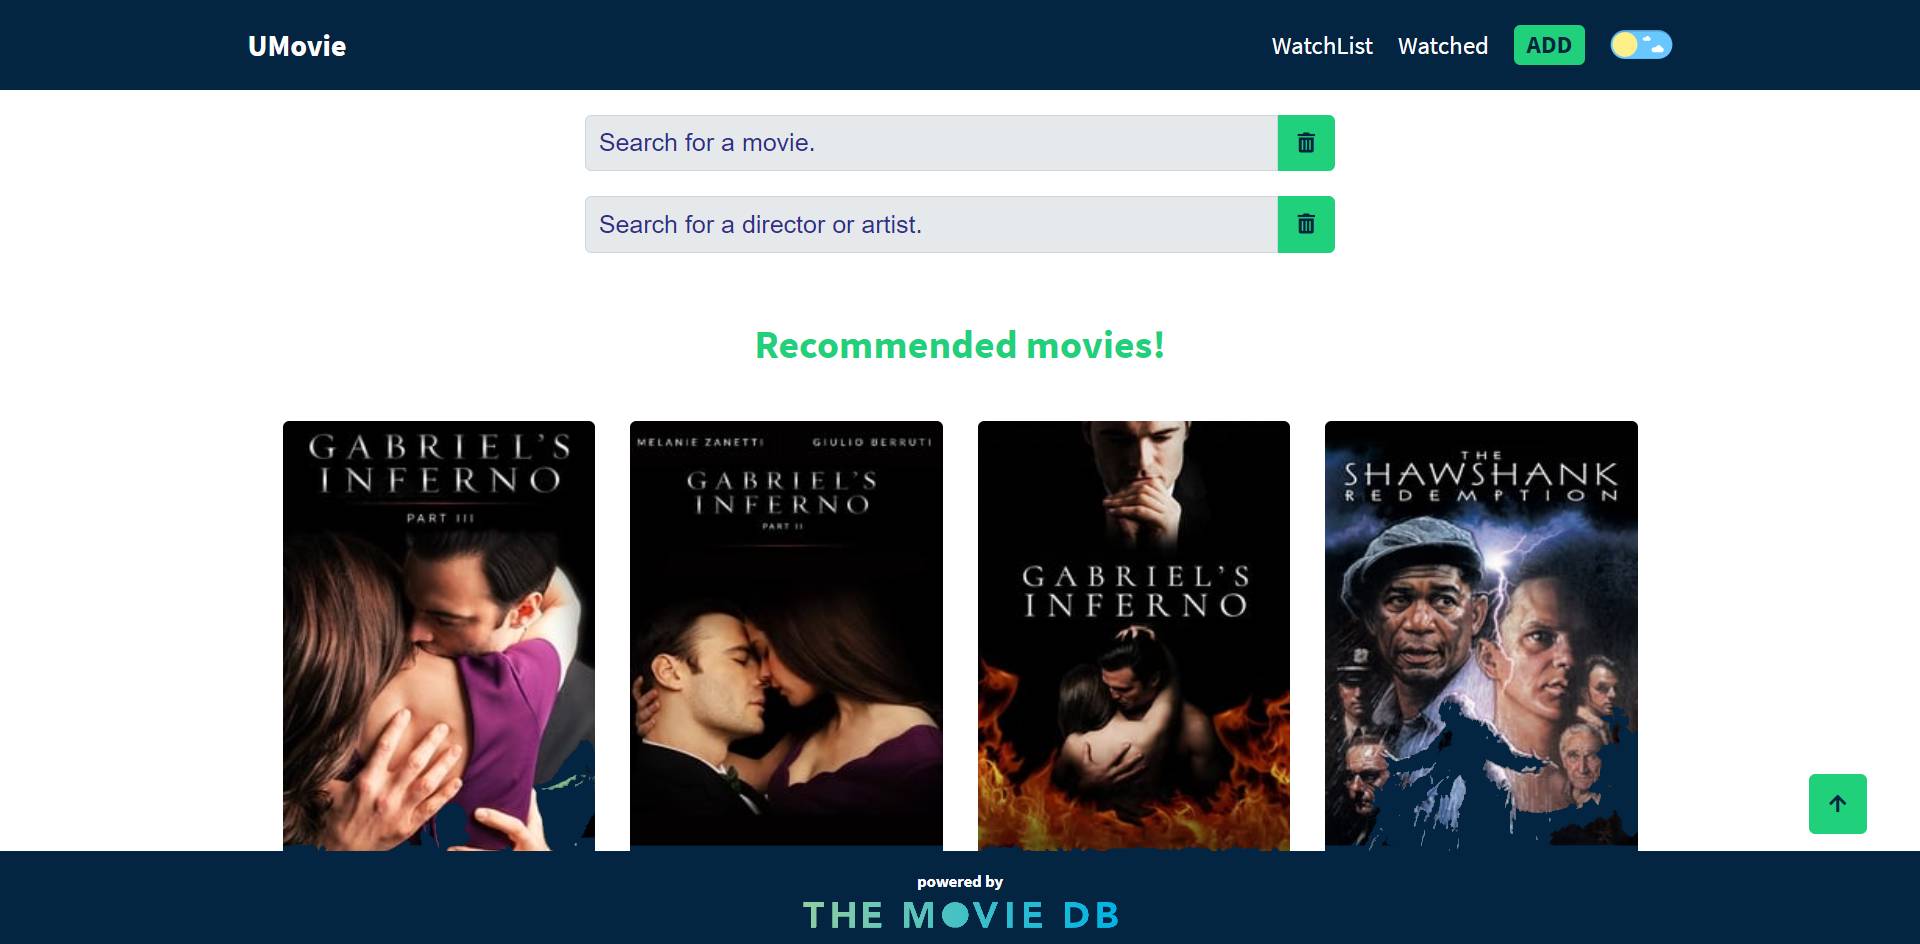 UMovie
WatchList
Watched
ADD
Search for a movie.
Search for a director or artist.
Recommended movies!
GABRIEL'S
INFERNO
PART III
MELANIE ZANETTI
GIULIO BERRUTI
GABRIEL'S
INFERNO
PART II
GABRIEL'S
INFERNO
THE
SHAWSHANK
REDEMPTION
powered by
THE MOVIE DB